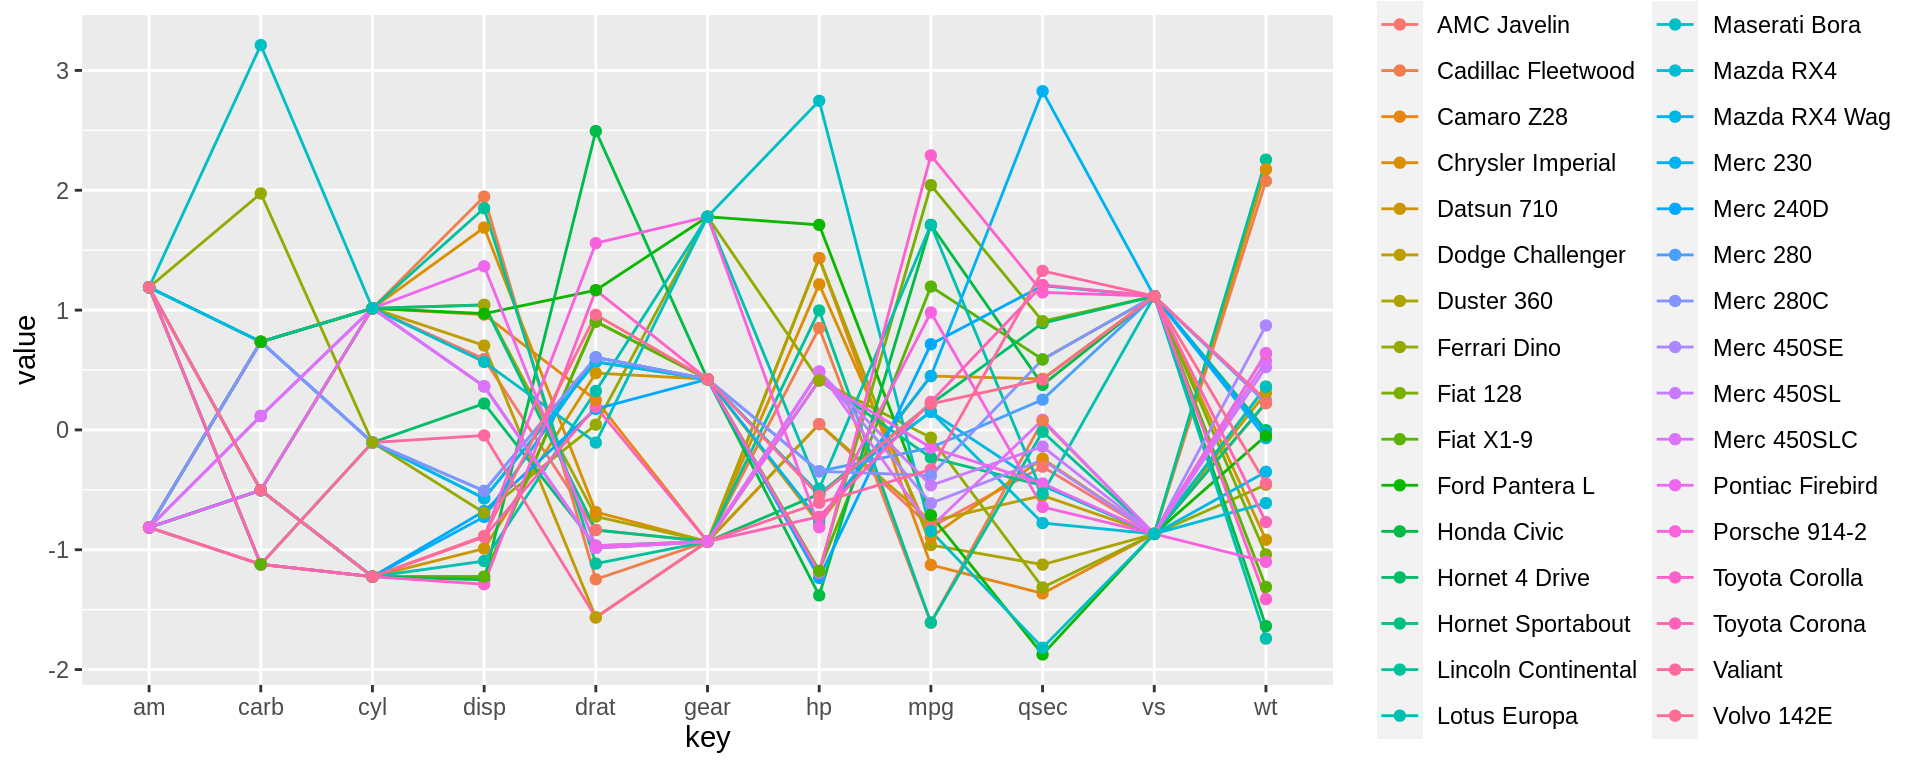 3
2
1
0
-1
-2
value
am carb cyl disp drat gear hp mpg qsec vs wt
key
AMC Javelin
Cadillac Fleetwood
Camaro Z28
Chrysler Imperial
Datsun 710
Dodge Challenger
Duster 360
Ferrari Dino
Fiat 128
Fiat X1-9
Ford Pantera L
Honda Civic
Hornet 4 Drive
Hornet Sportabout
Lincoln Continental
Lotus Europa
Maserati Bora
Mazda RX4
Mazda RX4 Wag
Merc 230
Merc 240D
Merc 280
Merc 280C
Merc 450SE
Merc 450SL
Merc 450SLC
Pontiac Firebird
Porsche 914-2
Toyota Corolla
Toyota Corona
Valiant
Volvo 142E